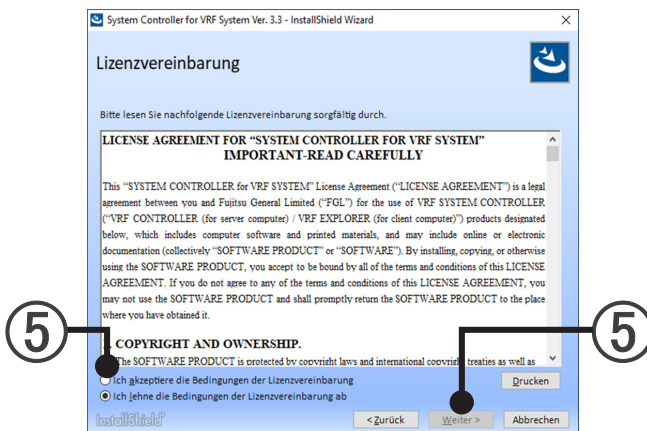 System Controller for VRF System Ver. 3.3 - InstallShield Wizard
Lizenzvereinbarung
Bitte lesen Sie nachfolgende Lizenzvereinbarung sorgfältig durch.
LICENSE AGREEMENT FOR “SYSTEM CONTROLLER FOR VRF SYSTEM”
IMPORTANT-READ CAREFULLY
This “SYSTEM CONTROLLER for VRF SYSTEM” License Agreement (“LICENSE AGREEMENT”) is a legal
agreement between you and Fujitsu General Limited (“FGL”) for the use of VRF SYSTEM CONTROLLER
(“VRF CONTROLLER (for server computer) / VRF EXPLORER (for client computer)”) products designated
below, which includes computer software and printed materials, and may include online or electronic
documentation (collectively “SOFTWARE PRODUCT” or “SOFTWARE”). By installing, copying, or otherwise
using the SOFTWARE PRODUCT, you accept to be bound by all of the terms and conditions of this LICENSE
AGREEMENT. If you do not agree to any of the terms and conditions of this LICENSE AGREEMENT, you
may not use the SOFTWARE PRODUCT and shall promptly return the SOFTWARE PRODUCT to the place
where you have obtained it.
5
5
. COPYRIGHT AND OWNERSHIP.
The SOFTWARE PRODUCT is protected by copyright laws and international copyright treaties as well as
Ich akzeptiere die Bedingungen der Lizenzvereinbarung
Drucken
Ich lehne die Bedingungen der Lizenzvereinbarung ab
InstallShield
< Zurück
Weiter >
Abbrechen